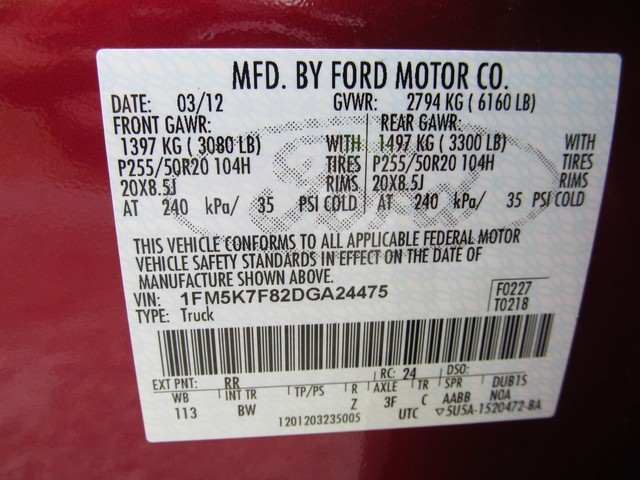 MFD. BY FORD MOTOR CO.
DATE: 03/12 GVWR: 2794 KG ( 6160 LB)
FRONT GAWR: REAR GAWR:
1397 KG ( 3080 LB) WITH 1497 KG ( 3300 LB) WITH
P255/50R20 104H TIRES P255/50R20 104H TIRES
20X8.5J RIMS 20X8.5J RIMS
AT 240 kPa/ 35 PSI COLD AT 240 kPa/ 35 PSI COLD
THIS VEHICLE CONFORMS TO ALL APPLICABLE FEDERAL MOTOR
VEHICLE SAFETY STANDARDS IN EFFECT ON THE DATE OF
MANUFACTURE SHOWN ABOVE.
VIN: 1FM5K7F82DGA24475 F0227
TYPE: Truck T0218
EXT PNT: RR RC: 24 DSO:
WB INT TR TP/PS R AXLE TR SPR DUB1S
113 BW Z 3F C AABB NOA
1201203235005 UTC ▽5U5A-1520472-BA